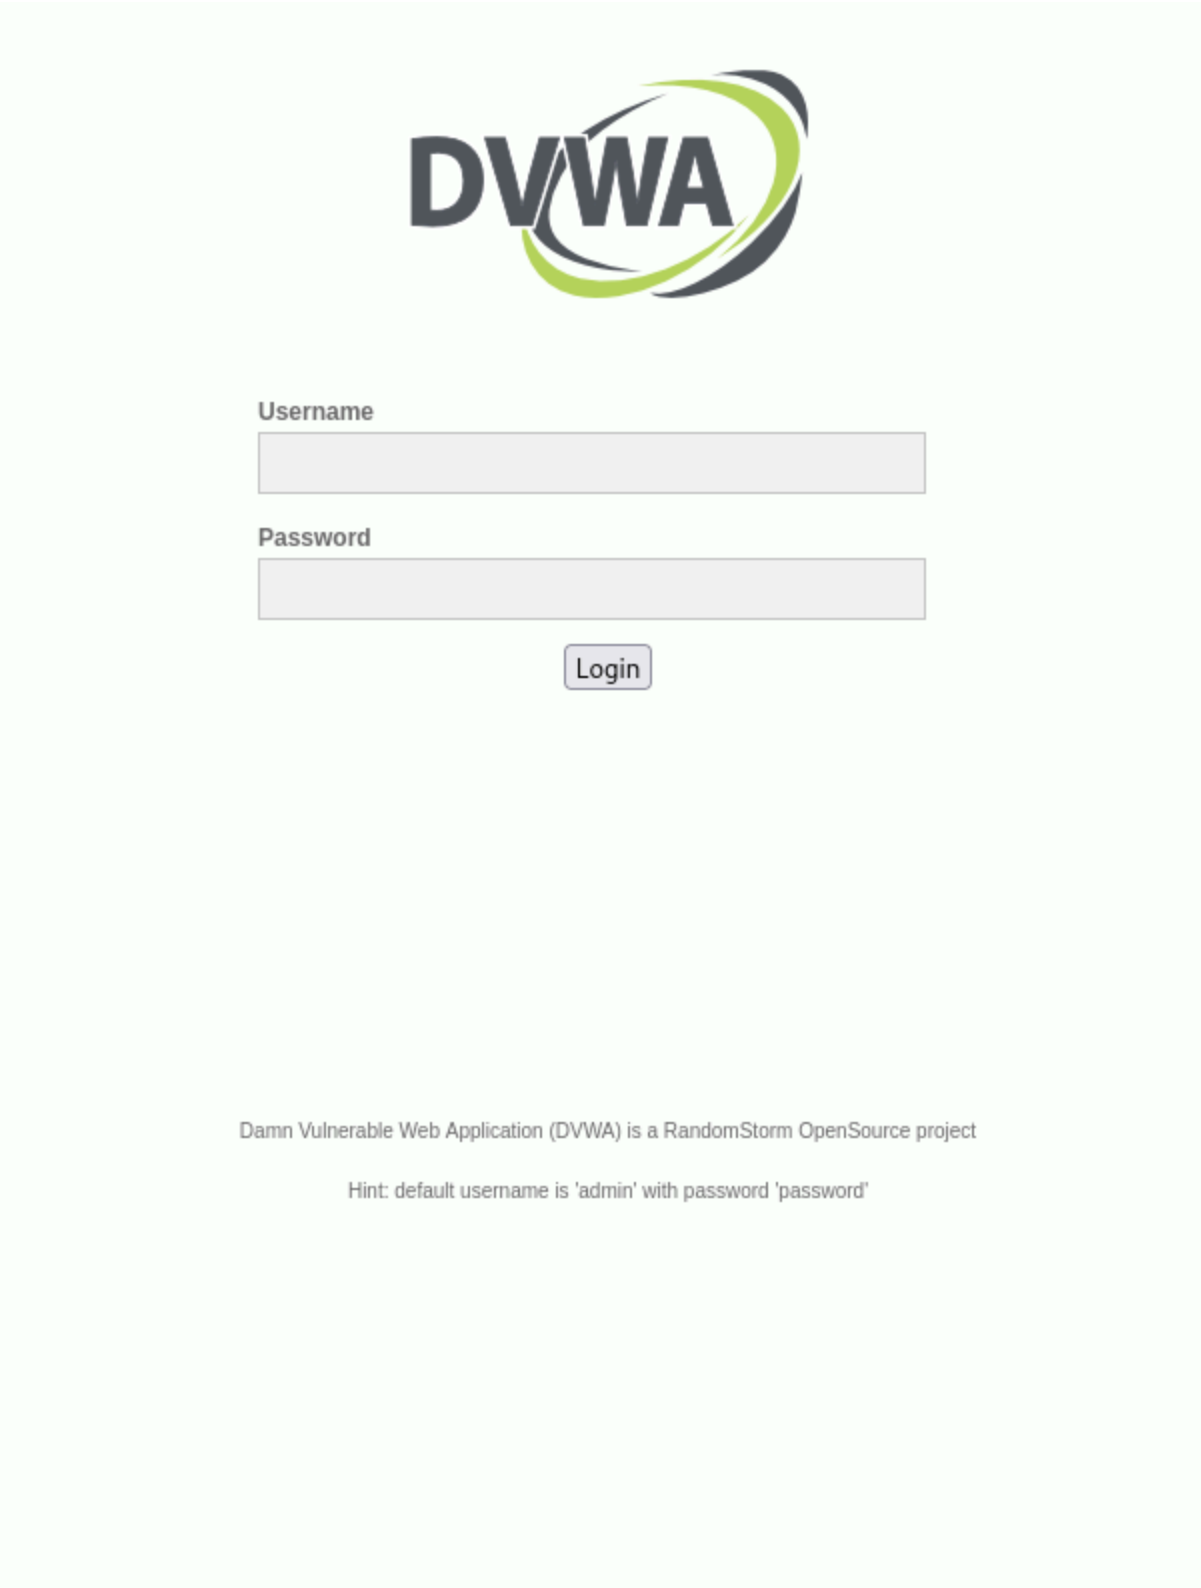 DVWA
Username
Password
Login
Damn Vulnerable Web Application (DVWA) is a RandomStorm OpenSource project
Hint: default username is 'admin' with password 'password'